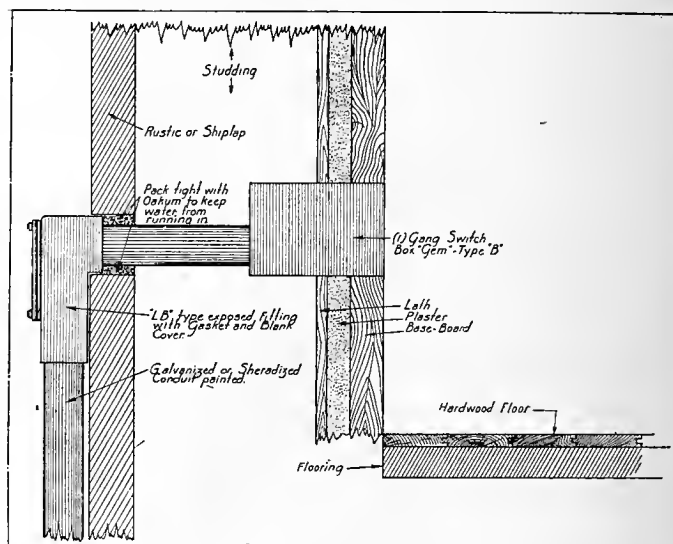 Studding
Rustic or Shiplap
Pack tight with
Oakum to keep
water from
running in
(1) Gang Switch
Box "Gem"-Type "B"
Lath
Plaster
Base-Board
"LB" type exposed fitting
with Gasket and Blank
Cover.
Galvanized or Sheradized
Conduit painted.
Hardwood Floor
Flooring